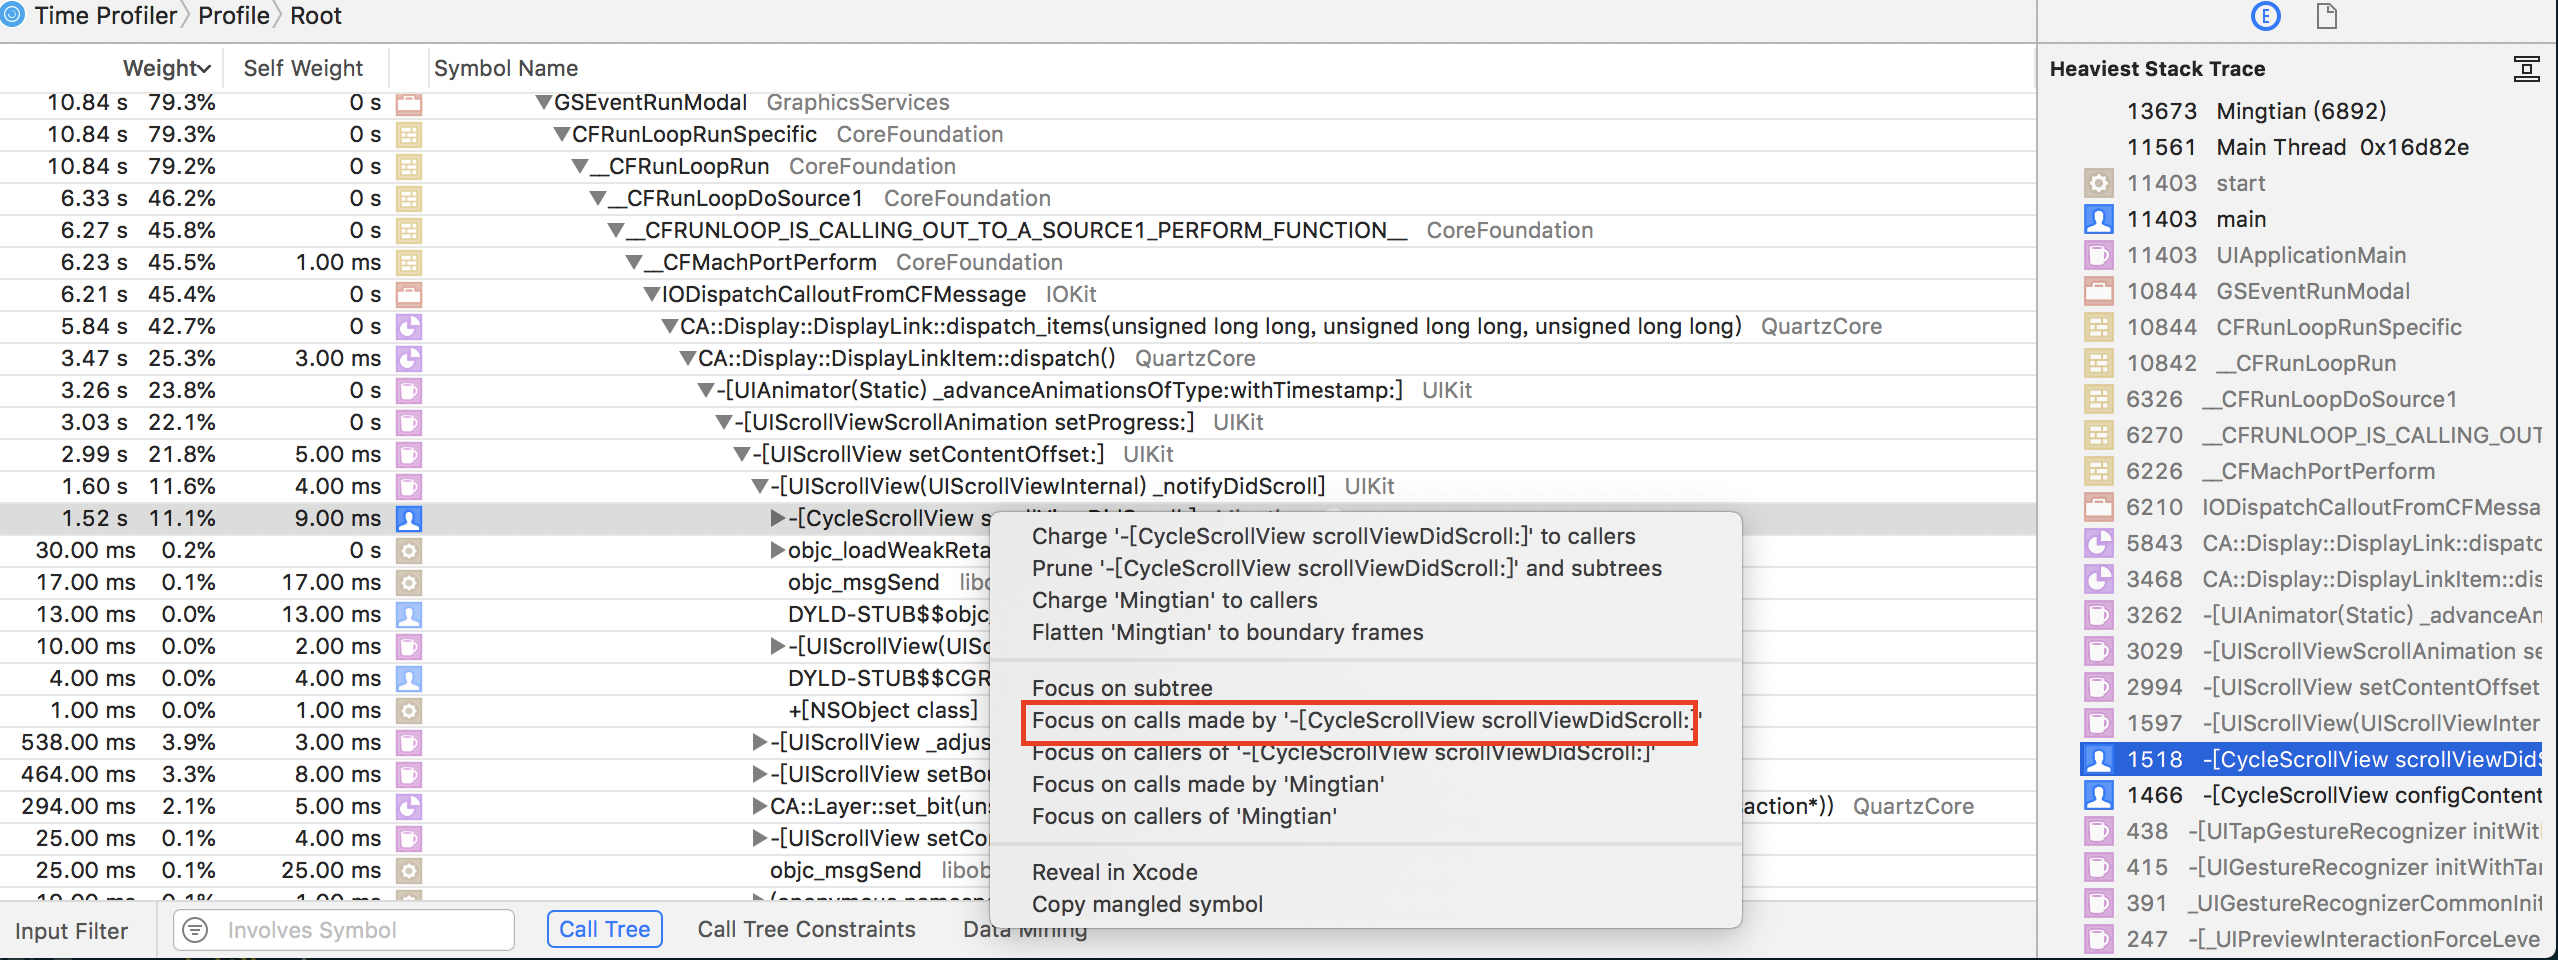 Time Profiler Profile Root
Weight Self Weight Symbol Name
10.84 s 79.3% 0 s GSEventRunModal GraphicsServices
10.84 s 79.3% 0 s CFRunLoopRunSpecific CoreFoundation
10.84 s 79.2% 0 s __CFRunLoopRun CoreFoundation
6.33 s 46.2% 0 s __CFRunLoopDoSource1 CoreFoundation
6.27 s 45.8% 0 s __CFRUNLOOP_IS_CALLING_OUT_TO_A_SOURCE1_PERFORM_FUNCTION__ CoreFoundation
6.23 s 45.5% 1.00 ms __CFMachPortPerform CoreFoundation
6.21 s 45.4% 0 s IODispatchCalloutFromCFMessage IOKit
5.84 s 42.7% 0 s CA::Display::DisplayLink::dispatch_items(unsigned long long, unsigned long long, unsigned long long) QuartzCore
3.47 s 25.3% 3.00 ms CA::Display::DisplayLinkItem::dispatch() QuartzCore
3.26 s 23.8% 0 s -[UIAnimator(Static) _advanceAnimationsOfType:withTimestamp:] UIKit
3.03 s 22.1% 0 s -[UIScrollViewScrollAnimation setProgress:] UIKit
2.99 s 21.8% 5.00 ms -[UIScrollView setContentOffset:] UIKit
1.60 s 11.6% 4.00 ms -[UIScrollView(UIScrollViewInternal) _notifyDidScroll] UIKit
1.52 s 11.1% 9.00 ms -[CycleScrollView s
30.00 ms 0.2% 0 s objc_loadWeakReta
17.00 ms 0.1% 17.00 ms objc_msgSend libo
13.00 ms 0.0% 13.00 ms DYLD-STUB$$objc_
10.00 ms 0.0% 2.00 ms -[UIScrollView(UISc
4.00 ms 0.0% 4.00 ms DYLD-STUB$$CGR
1.00 ms 0.0% 1.00 ms +[NSObject class]
538.00 ms 3.9% 3.00 ms -[UIScrollView _adjus
464.00 ms 3.3% 8.00 ms -[UIScrollView setBou
294.00 ms 2.1% 5.00 ms CA::Layer::set_bit(uns action*)) QuartzCore
25.00 ms 0.1% 4.00 ms -[UIScrollView setCo
25.00 ms 0.1% 25.00 ms objc_msgSend libob
Charge '-[CycleScrollView scrollViewDidScroll:]' to callers
Prune '-[CycleScrollView scrollViewDidScroll:]' and subtrees
Charge 'Mingtian' to callers
Flatten 'Mingtian' to boundary frames
Focus on subtree
Focus on calls made by '-[CycleScrollView scrollViewDidScroll:]'
Focus on callers of '-[CycleScrollView scrollViewDidScroll:]'
Focus on calls made by 'Mingtian'
Focus on callers of 'Mingtian'
Reveal in Xcode
Copy mangled symbol
Input Filter Involves Symbol Call Tree Call Tree Constraints Data Mining
E
Heaviest Stack Trace
13673 Mingtian (6892)
11561 Main Thread 0x16d82e
11403 start
11403 main
11403 UIApplicationMain
10844 GSEventRunModal
10844 CFRunLoopRunSpecific
10842 __CFRunLoopRun
6326 __CFRunLoopDoSource1
6270 __CFRUNLOOP_IS_CALLING_OUT
6226 __CFMachPortPerform
6210 IODispatchCalloutFromCFMessa
5843 CA::Display::DisplayLink::dispatc
3468 CA::Display::DisplayLinkItem::dis
3262 -[UIAnimator(Static) _advanceAn
3029 -[UIScrollViewScrollAnimation se
2994 -[UIScrollView setContentOffset
1597 -[UIScrollView(UIScrollViewInter
1518 -[CycleScrollView scrollViewDidS
1466 -[CycleScrollView configContent
438 -[UITapGestureRecognizer initWit
415 -[UIGestureRecognizer initWithTar
391 _UIGestureRecognizerCommonInit
247 -[_UIPreviewInteractionForceLeve